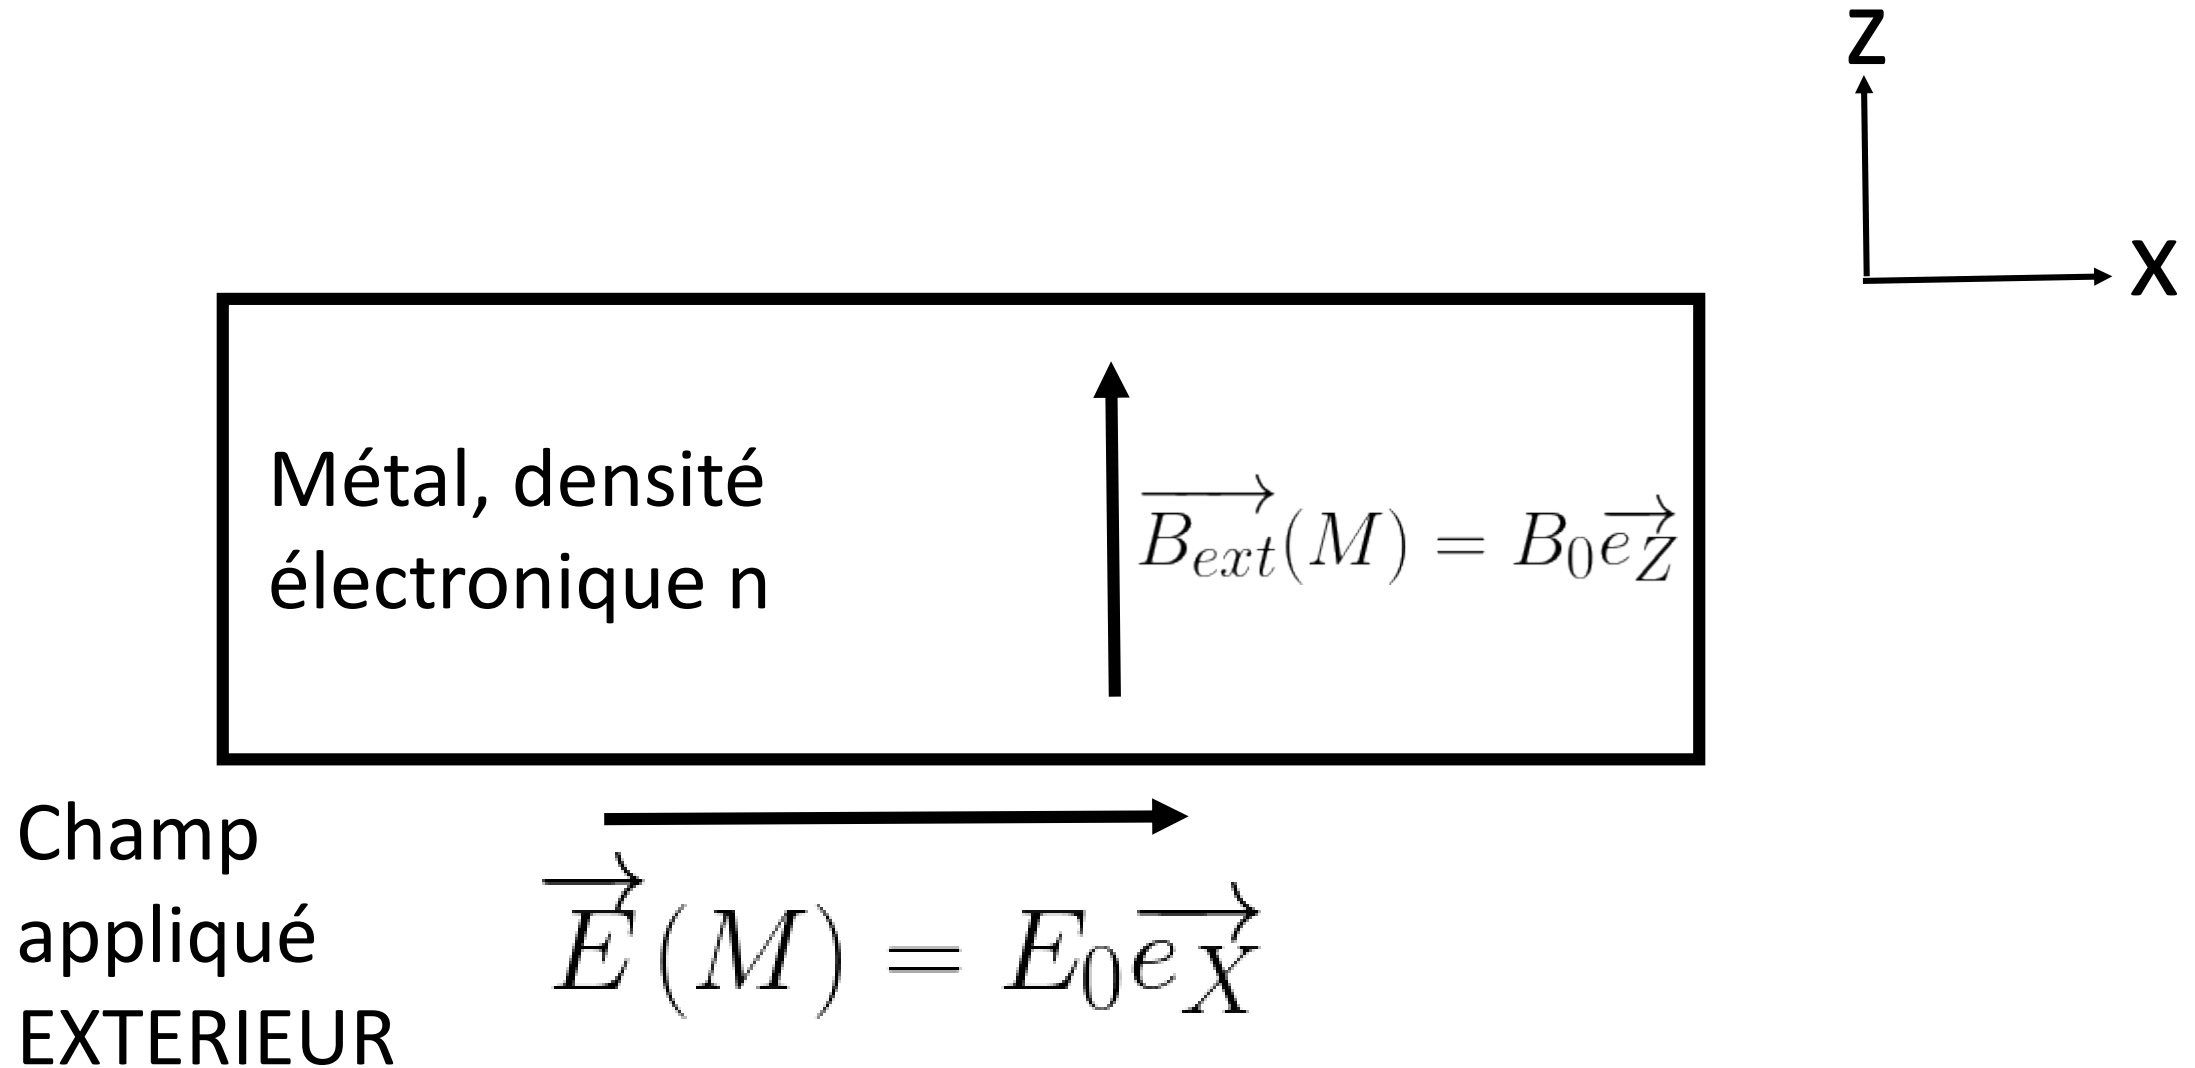 Z
X
Métal, densité
électronique n
$\overrightarrow{B_{ext}}(M) = B_0\overrightarrow{e_Z}$
Champ
appliqué
EXTERIEUR
$\overrightarrow{E}(M) = E_0\overrightarrow{e_X}$